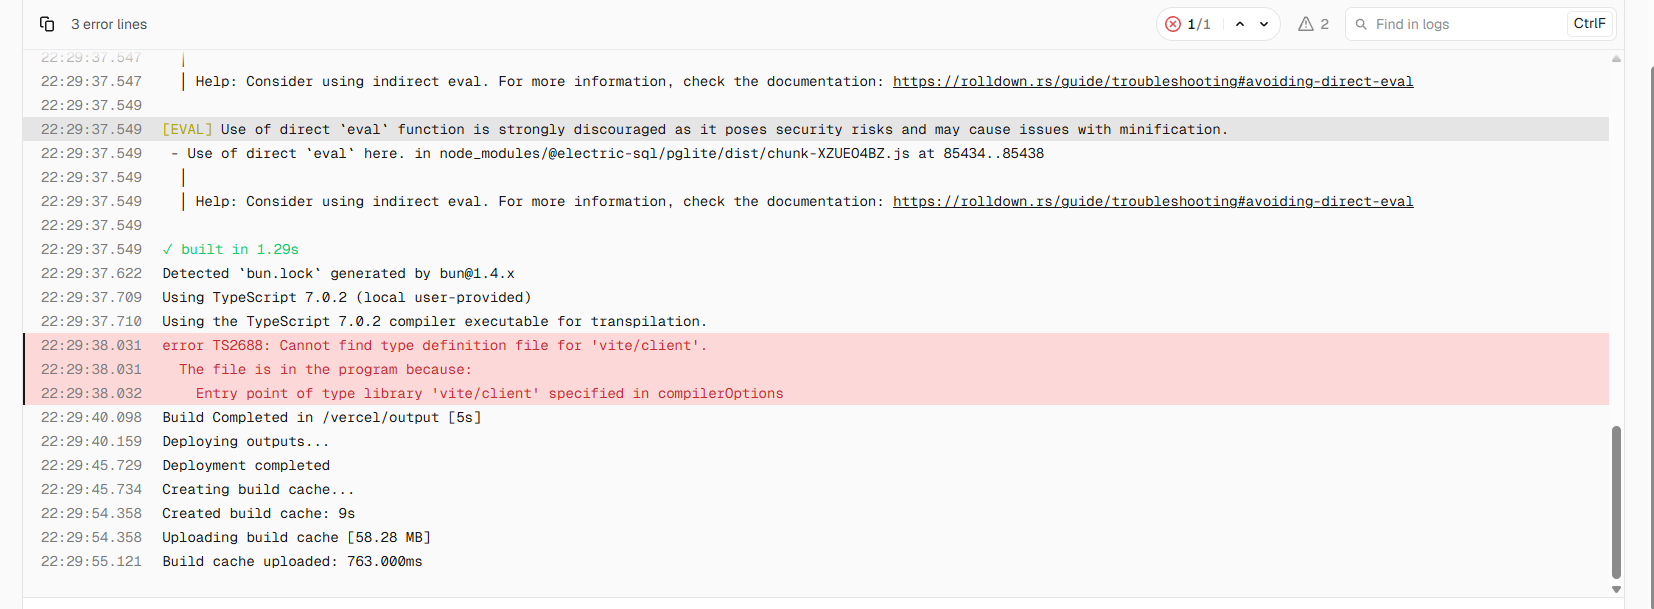 3 error lines
1/1
2
Find in logs
CtrlF
22:29:37.547 |
22:29:37.547 | Help: Consider using indirect eval. For more information, check the documentation: https://rolldown.rs/guide/troubleshooting#avoiding-direct-eval
22:29:37.549
22:29:37.549 [EVAL] Use of direct `eval` function is strongly discouraged as it poses security risks and may cause issues with minification.
22:29:37.549 - Use of direct `eval` here. in node_modules/@electric-sql/pglite/dist/chunk-XZUEO4BZ.js at 85434..85438
22:29:37.549 |
22:29:37.549 | Help: Consider using indirect eval. For more information, check the documentation: https://rolldown.rs/guide/troubleshooting#avoiding-direct-eval
22:29:37.549
22:29:37.549 ✓ built in 1.29s
22:29:37.622 Detected `bun.lock` generated by bun@1.4.x
22:29:37.709 Using TypeScript 7.0.2 (local user-provided)
22:29:37.710 Using the TypeScript 7.0.2 compiler executable for transpilation.
22:29:38.031 error TS2688: Cannot find type definition file for 'vite/client'.
22:29:38.031 The file is in the program because:
22:29:38.032 Entry point of type library 'vite/client' specified in compilerOptions
22:29:40.098 Build Completed in /vercel/output [5s]
22:29:40.159 Deploying outputs...
22:29:45.729 Deployment completed
22:29:45.734 Creating build cache...
22:29:54.358 Created build cache: 9s
22:29:54.358 Uploading build cache [58.28 MB]
22:29:55.121 Build cache uploaded: 763.000ms